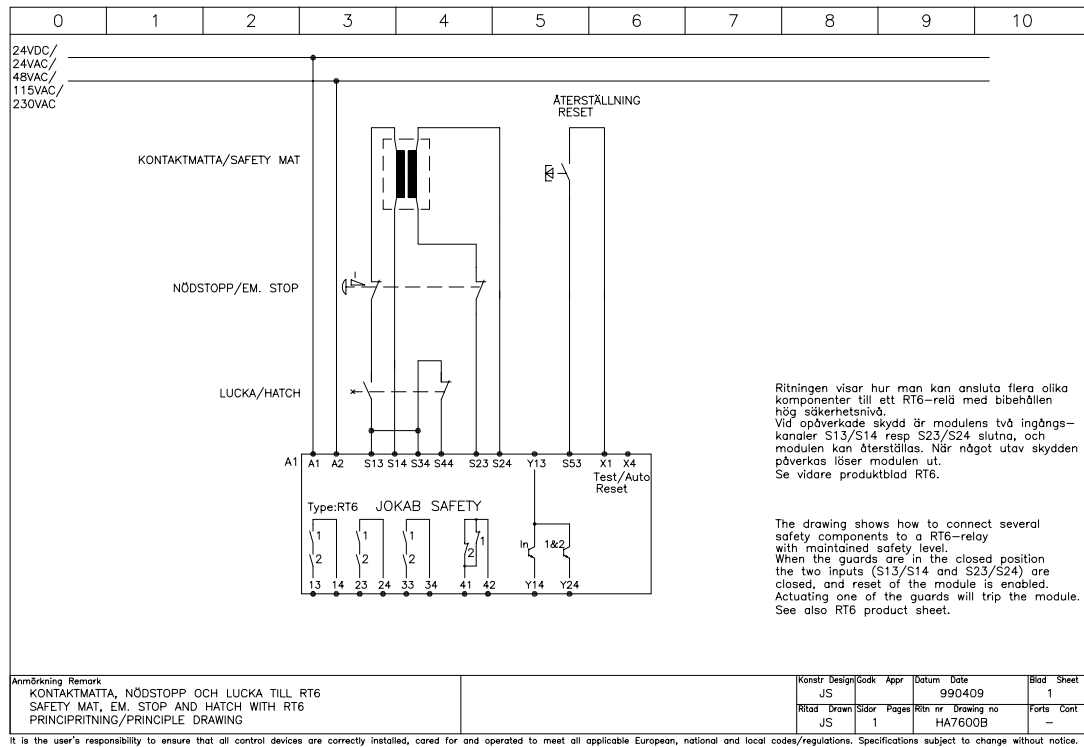 0 1 2 3 4 5 6 7 8 9 10
24VDC/
24VAC/
48VAC/
115VAC/
230VAC
ÅTERSTÄLLNING
RESET
KONTAKTMATTA/SAFETY MAT
NÖDSTOPP/EM. STOP
LUCKA/HATCH
Ritningen visar hur man kan ansluta flera olika
komponenter till ett RT6-relä med bibehållen
hög säkerhetsnivå.
Vid opåverkade skydd är modulens två ingångs-
kanaler S13/S14 resp S23/S24 slutna, och
modulen kan återställas. När något utav skydden
påverkas löser modulen ut.
Se vidare produktblad RT6.
A1 A1 A2 S13 S14 S34 S44 S23 S24 Y13 S53 X1 X4
Test/Auto
Reset
Type:RT6 JOKAB SAFETY
1 1 1 1 In 1&2
2 2 2 2
13 14 23 24 33 34 41 42 Y14 Y24
The drawing shows how to connect several
safety components to a RT6-relay
with maintained safety level.
When the guards are in the closed position
the two inputs (S13/S14 and S23/S24) are
closed, and reset of the module is enabled.
Actuating one of the guards will trip the module.
See also RT6 product sheet.
Anmörkning Remark
KONTAKTMATTA, NÖDSTOPP OCH LUCKA TILL RT6
SAFETY MAT, EM. STOP AND HATCH WITH RT6
PRINCIPRITNING/PRINCIPLE DRAWING
Konstr Design Godk Appr Datum Date Blad Sheet
JS 990409 1
Ritad Drawn Sidor Pages Ritn nr Drawing no Forts Cont
JS 1 HA7600B -
It is the user's responsibility to ensure that all control devices are correctly installed, cared for and operated to meet all applicable European, national and local codes/regulations. Specifications subject to change without notice.